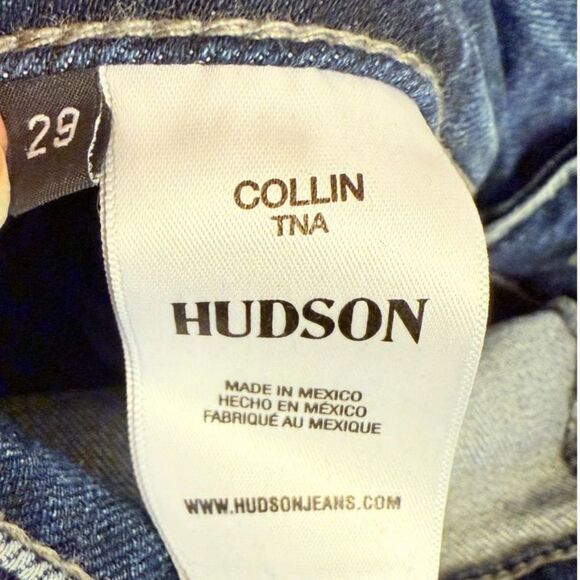 29
COLLIN
TNA
HUDSON
MADE IN MEXICO
HECHO EN MÉXICO
FABRIQUÉ AU MEXIQUE
WWW.HUDSONJEANS.COM